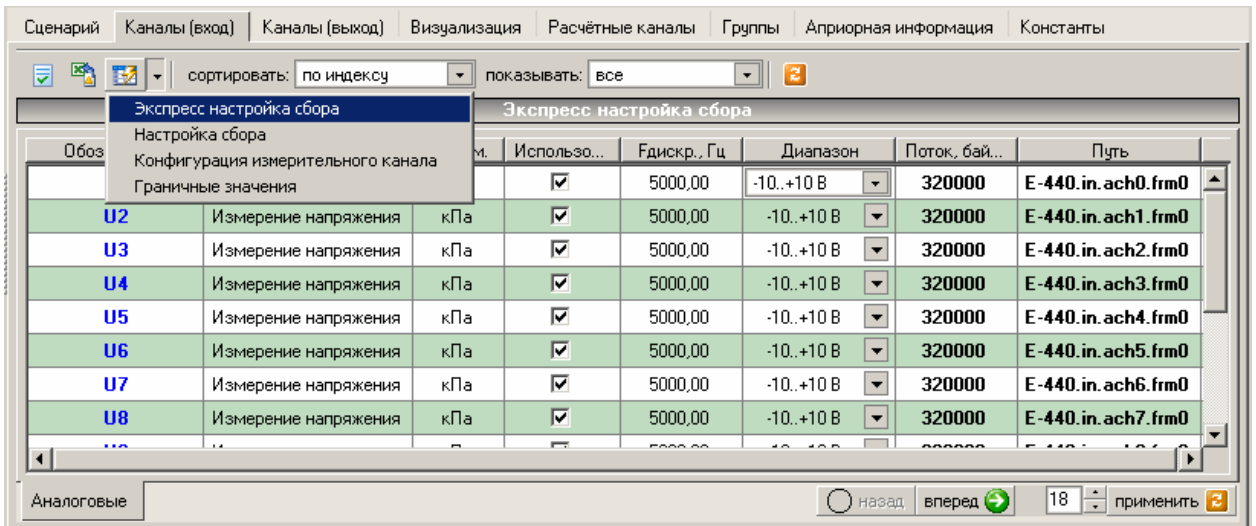 Сценарий Каналы (вход) Каналы (выход) Визуализация Расчётные каналы Группы Априорная информация Константы
сортировать: по индексу показывать: все
Экспресс настройка сбора
Экспресс настройка сбора
Настройка сбора
Конфигурация измерительного канала
Граничные значения
Обоз м. Использо... Fдискр., Гц Диапазон Поток, бай... Путь
5000,00 -10..+10 В 320000 E-440.in.ach0.frm0
U2 Измерение напряжения кПа 5000,00 -10..+10 В 320000 E-440.in.ach1.frm0
U3 Измерение напряжения кПа 5000,00 -10..+10 В 320000 E-440.in.ach2.frm0
U4 Измерение напряжения кПа 5000,00 -10..+10 В 320000 E-440.in.ach3.frm0
U5 Измерение напряжения кПа 5000,00 -10..+10 В 320000 E-440.in.ach4.frm0
U6 Измерение напряжения кПа 5000,00 -10..+10 В 320000 E-440.in.ach5.frm0
U7 Измерение напряжения кПа 5000,00 -10..+10 В 320000 E-440.in.ach6.frm0
U8 Измерение напряжения кПа 5000,00 -10..+10 В 320000 E-440.in.ach7.frm0
Аналоговые назад вперед 18 применить